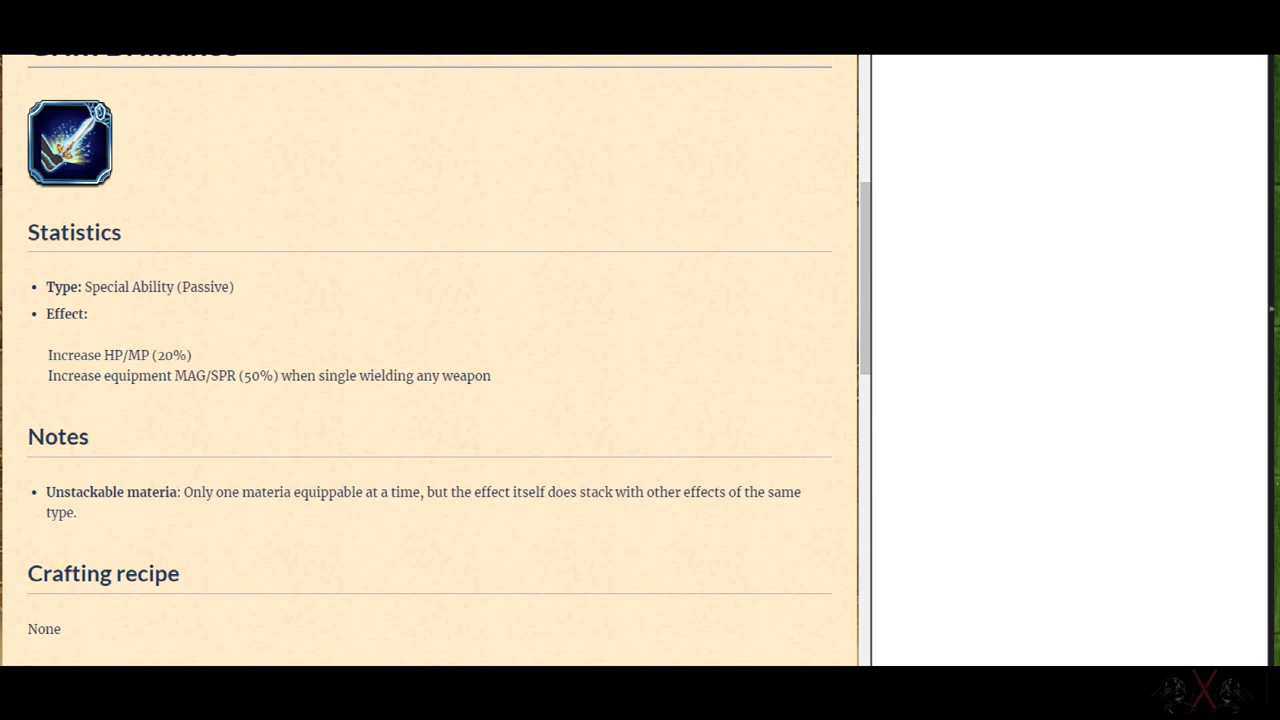 Statistics
Type: Special Ability (Passive)
Effect:
Increase HP/MP (20%)
Increase equipment MAG/SPR (50%) when single wielding any weapon
Notes
Unstackable materia: Only one materia equippable at a time, but the effect itself does stack with other effects of the same
type.
Crafting recipe
None